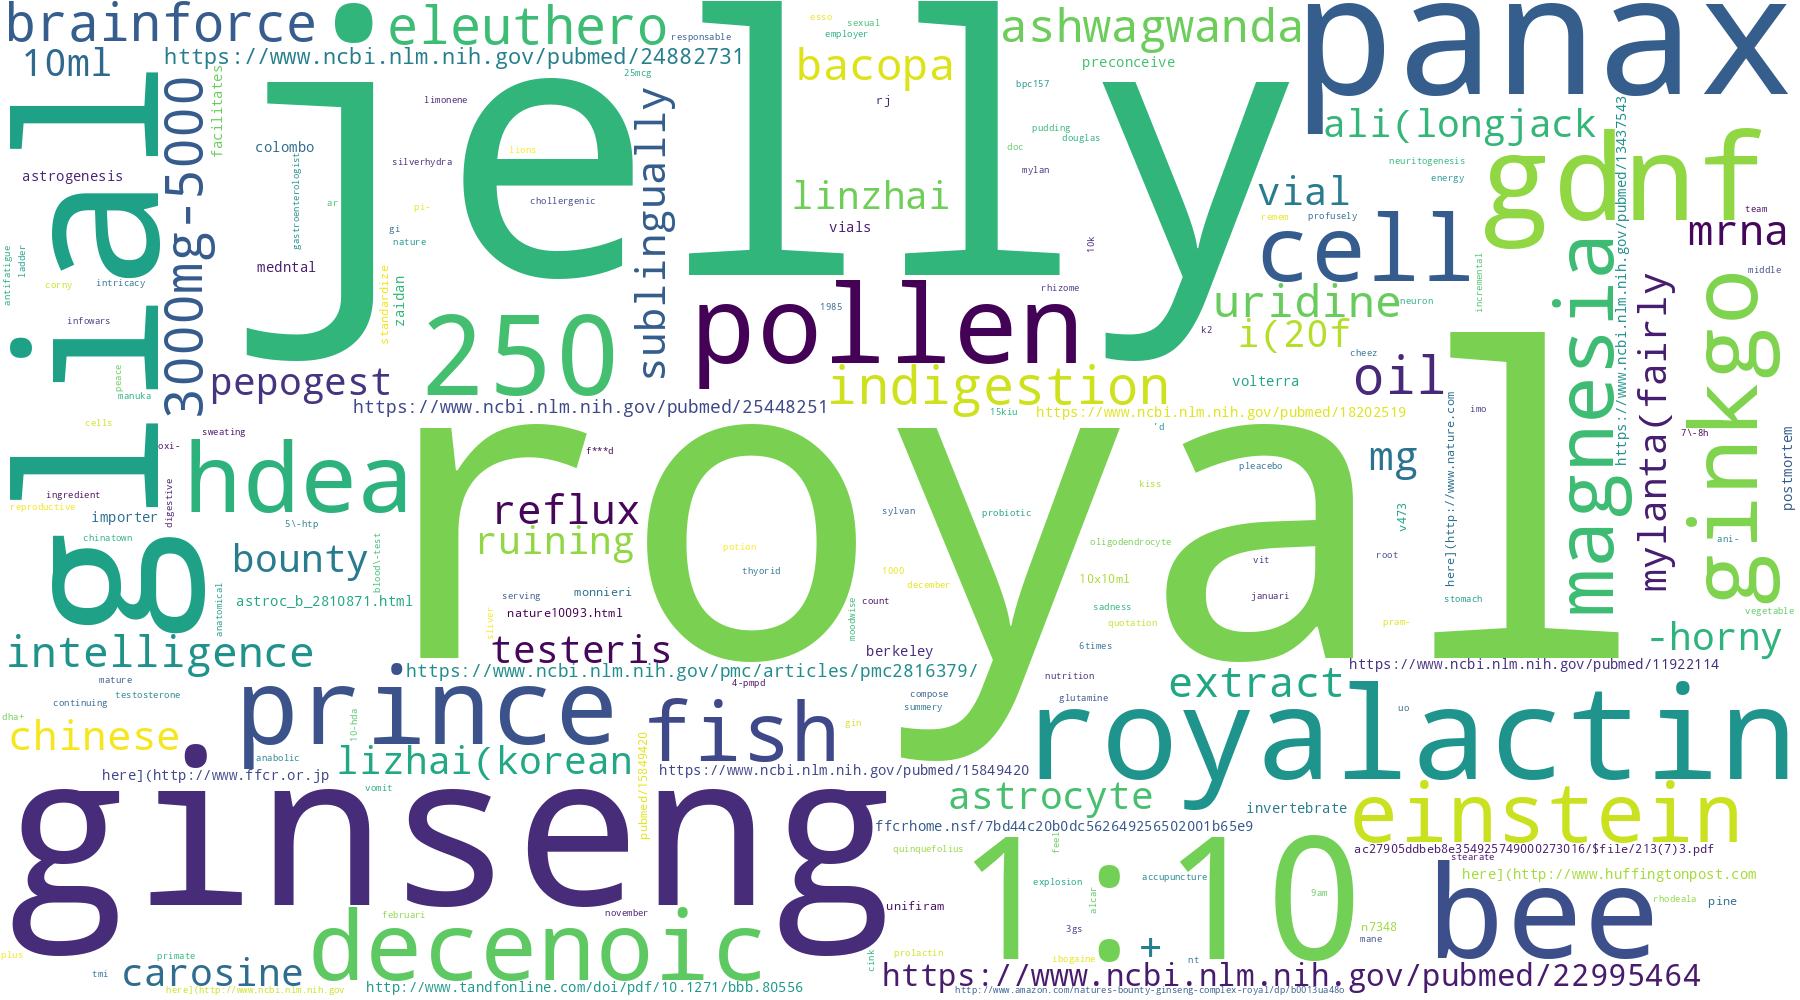 brainforce
eleuthero
jelly
ashwagwanda
panax
10ml
https://www.ncbi.nlm.nih.gov/pubmed/24882731
responsable
esso
sexual
employer
25mcg
bacopa
preconceive
bpc157
rj
limonene
facilitates
3000mg-5000
glial
colombo
astrogenesis
gastroenterologist
silverhydra
lions
chollergenic
sublingually
linzhai
vials
pudding
douglas
doc
mylan
ali(longjack
https://www.ncbi.nlm.nih.gov/pubmed/13437543
gdnf
neuritogenesis
energy
vial
remem
profusely
cell
team
mrna
middle
ar
pi-
gi
nature
medntal
antifatigue
ladder
corny
intricacy
infowars
standardize
zaidan
10k
rhizome
1985
pollen
250
uridine
neuron
incremental
k2
i(20f
cheez
oil
magnesia
mylanta(fairly
ginkgo
peace
manuka
pepogest
indigestion
volterra
https://www.ncbi.nlm.nih.gov/pubmed/25448251
15kiu
https://www.ncbi.nlm.nih.gov/pubmed/18202519
imo
'd
cells
sweating
oxi-
hdea
royal
f***d
mg
here](http://www.nature.com
7\-8h
postmortem
pleacebo
kiss
ingredient
reproductive
digestive
importer
5\-htp
reflux
sylvan
probiotic
v473
chinatown
ruining
potion
oligodendrocyte
ani-
bounty
blood\-test
thyorid
1000
december
10x10ml
vit
root
anatomical
astroc_b_2810871.html
serving
monnieri
nature10093.html
count
sadness
januari
stomach
vegetable
sliver
moodwise
quotation
pram-
intelligence
testeris
berkeley
6times
-horny
https://www.ncbi.nlm.nih.gov/pmc/articles/pmc2816379/
https://www.ncbi.nlm.nih.gov/pubmed/11922114
mature
testosterone
continuing
prince
4-pmpd
nutrition
glutamine
extract
compose
summery
uo
dha+
chinese
10-hda
fish
gin
royalactin
anabolic
lizhai(korean
here](http://www.ffcr.or.jp
pubmed/15849420
https://www.ncbi.nlm.nih.gov/pubmed/15849420
vomit
astrocyte
invertebrate
einstein
ginseng
ffcrhome.nsf/7bd44c20b0dc562649256502001b65e9
1:10
feel
quinquefolius
ac27905ddbeb8e354925749000273016/$file/213(7)3.pdf
stearate
here](http://www.huffingtonpost.com
bee
explosion
accupuncture
alcar
9am
rhodeala
pine
unifiram
februari
november
decenoic
3gs
n7348
mane
+
plus
primate
tmi
carosine
cink
prolactin
ibogaine
nt
https://www.ncbi.nlm.nih.gov/pubmed/22995464
here](http://www.ncbi.nlm.nih.gov
http://www.tandfonline.com/doi/pdf/10.1271/bbb.80556
http://www.amazon.com/natures-bounty-ginseng-complex-royal/dp/b0013ua48o